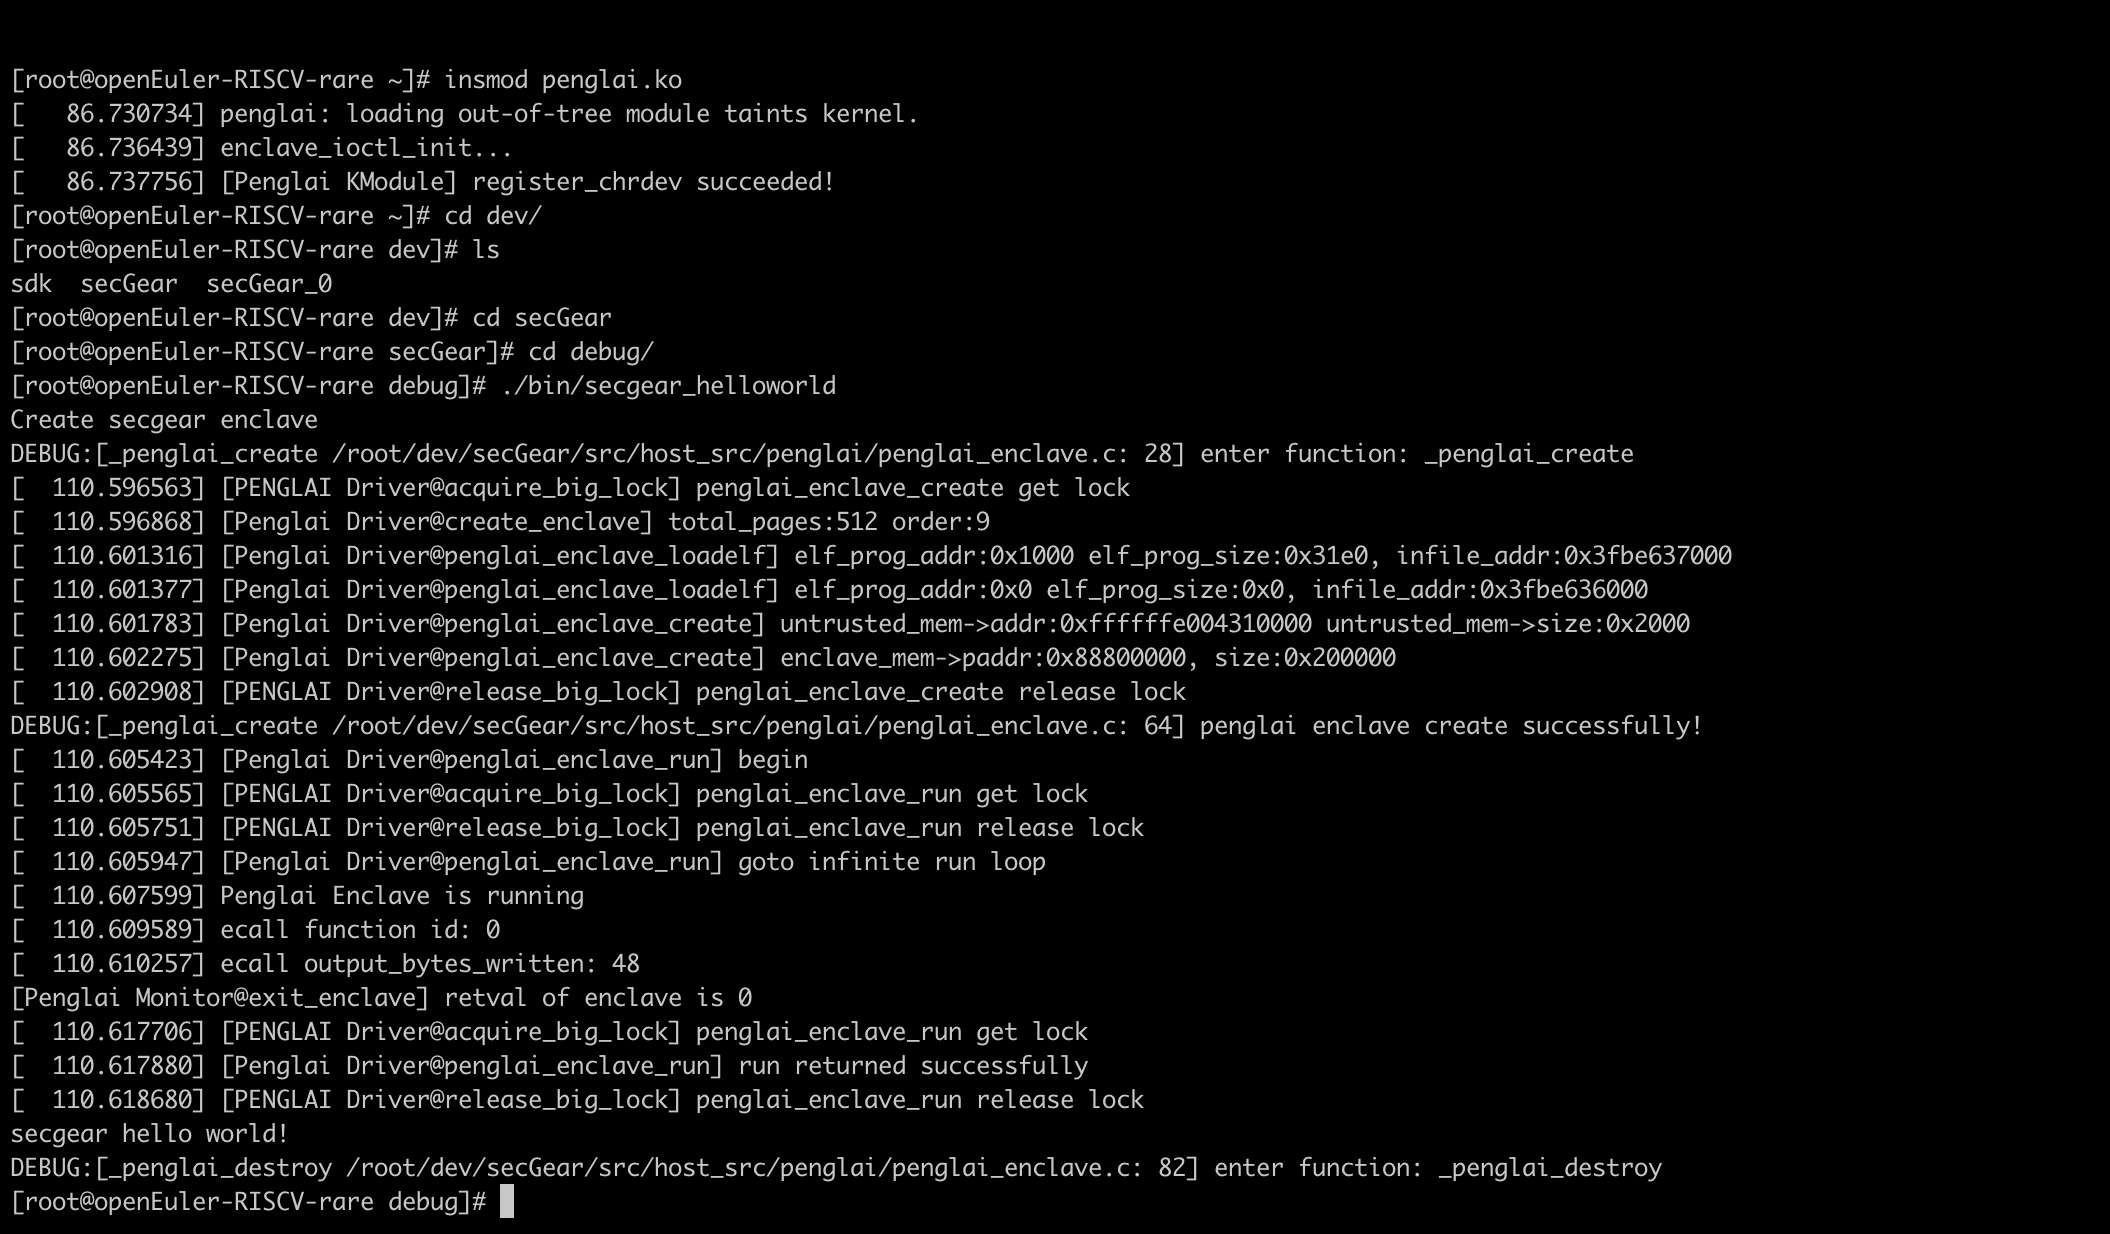 [root@openEuler-RISCV-rare ~]# insmod penglai.ko
[   86.730734] penglai: loading out-of-tree module taints kernel.
[   86.736439] enclave_ioctl_init...
[   86.737756] [Penglai KModule] register_chrdev succeeded!
[root@openEuler-RISCV-rare ~]# cd dev/
[root@openEuler-RISCV-rare dev]# ls
sdk  secGear  secGear_0
[root@openEuler-RISCV-rare dev]# cd secGear
[root@openEuler-RISCV-rare secGear]# cd debug/
[root@openEuler-RISCV-rare debug]# ./bin/secgear_helloworld
Create secgear enclave
DEBUG:[_penglai_create /root/dev/secGear/src/host_src/penglai/penglai_enclave.c: 28] enter function: _penglai_create
[  110.596563] [PENGLAI Driver@acquire_big_lock] penglai_enclave_create get lock
[  110.596868] [Penglai Driver@create_enclave] total_pages:512 order:9
[  110.601316] [Penglai Driver@penglai_enclave_loadelf] elf_prog_addr:0x1000 elf_prog_size:0x31e0, infile_addr:0x3fbe637000
[  110.601377] [Penglai Driver@penglai_enclave_loadelf] elf_prog_addr:0x0 elf_prog_size:0x0, infile_addr:0x3fbe636000
[  110.601783] [Penglai Driver@penglai_enclave_create] untrusted_mem->addr:0xffffffe004310000 untrusted_mem->size:0x2000
[  110.602275] [Penglai Driver@penglai_enclave_create] enclave_mem->paddr:0x88800000, size:0x200000
[  110.602908] [PENGLAI Driver@release_big_lock] penglai_enclave_create release lock
DEBUG:[_penglai_create /root/dev/secGear/src/host_src/penglai/penglai_enclave.c: 64] penglai enclave create successfully!
[  110.605423] [Penglai Driver@penglai_enclave_run] begin
[  110.605565] [PENGLAI Driver@acquire_big_lock] penglai_enclave_run get lock
[  110.605751] [PENGLAI Driver@release_big_lock] penglai_enclave_run release lock
[  110.605947] [Penglai Driver@penglai_enclave_run] goto infinite run loop
[  110.607599] Penglai Enclave is running
[  110.609589] ecall function id: 0
[  110.610257] ecall output_bytes_written: 48
[Penglai Monitor@exit_enclave] retval of enclave is 0
[  110.617706] [PENGLAI Driver@acquire_big_lock] penglai_enclave_run get lock
[  110.617880] [Penglai Driver@penglai_enclave_run] run returned successfully
[  110.618680] [PENGLAI Driver@release_big_lock] penglai_enclave_run release lock
secgear hello world!
DEBUG:[_penglai_destroy /root/dev/secGear/src/host_src/penglai/penglai_enclave.c: 82] enter function: _penglai_destroy
[root@openEuler-RISCV-rare debug]#